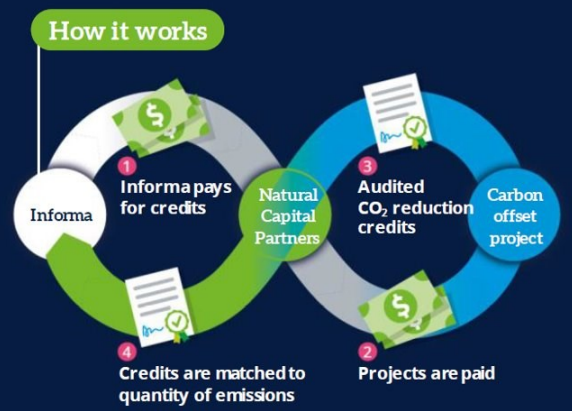 How it works
Informa
1
Informa pays
for credits
Natural
Capital
Partners
3
Audited
CO₂ reduction
credits
Carbon
offset
project
4
Credits are matched to
quantity of emissions
2
Projects are paid
$
$